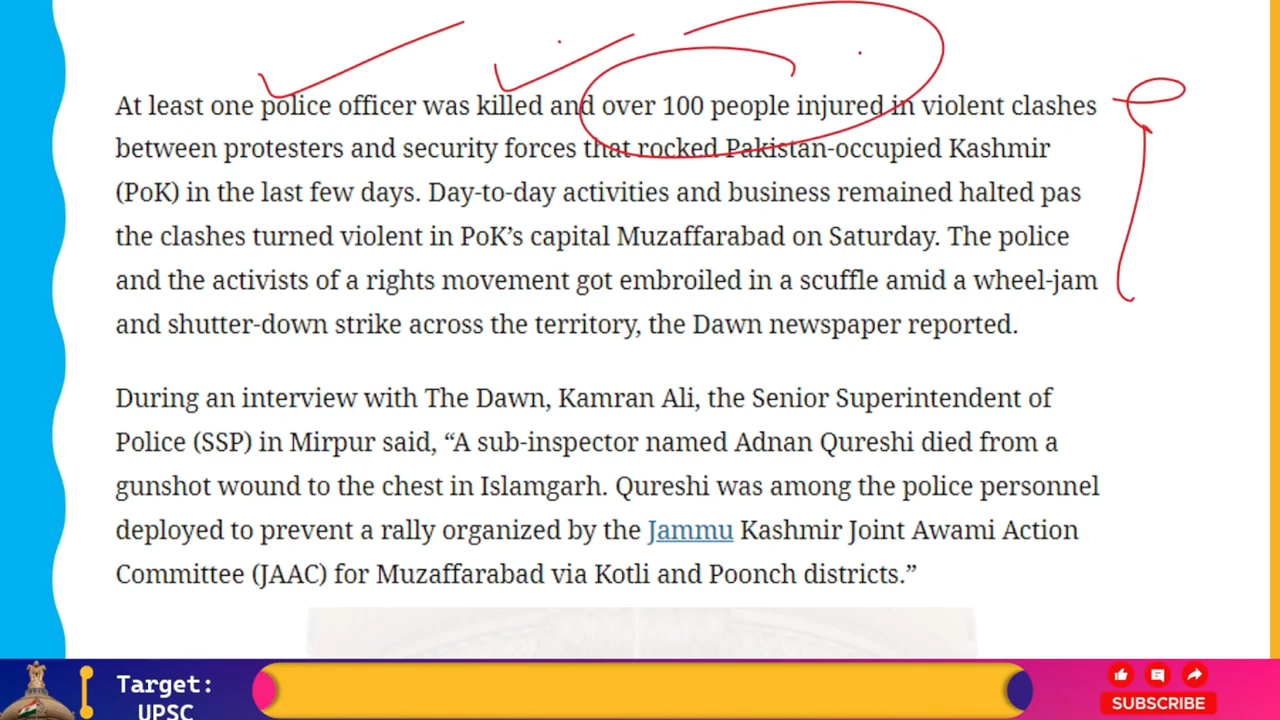 At least one police officer was killed and over 100 people injured in violent clashes
between protesters and security forces that rocked Pakistan-occupied Kashmir
(PoK) in the last few days. Day-to-day activities and business remained halted pas
the clashes turned violent in PoK’s capital Muzaffarabad on Saturday. The police
and the activists of a rights movement got embroiled in a scuffle amid a wheel-jam
and shutter-down strike across the territory, the Dawn newspaper reported.
During an interview with The Dawn, Kamran Ali, the Senior Superintendent of
Police (SSP) in Mirpur said, “A sub-inspector named Adnan Qureshi died from a
gunshot wound to the chest in Islamgarh. Qureshi was among the police personnel
deployed to prevent a rally organized by the Jammu Kashmir Joint Awami Action
Committee (JAAC) for Muzaffarabad via Kotli and Poonch districts.”
Target:
UPSC
SUBSCRIBE